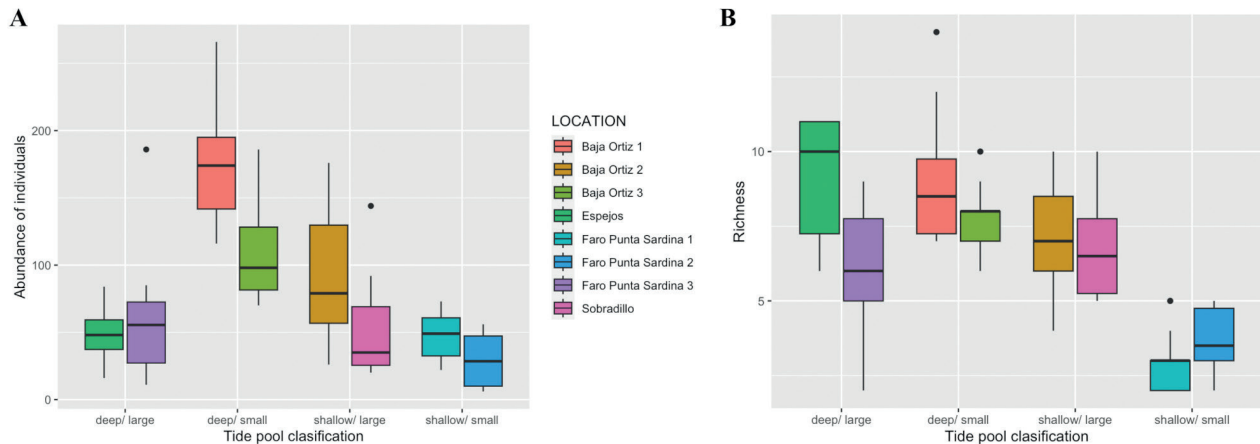 A
Abundance of individuals
200
100
0
deep/ large
deep/ small
shallow/ large
shallow/ small
Tide pool clasification
LOCATION
Baja Ortiz 1
Baja Ortiz 2
Baja Ortiz 3
Espejos
Faro Punta Sardina 1
Faro Punta Sardina 2
Faro Punta Sardina 3
Sobradillo
B
Richness
10
5
deep/ large
deep/ small
shallow/ large
shallow/ small
Tide pool clasification